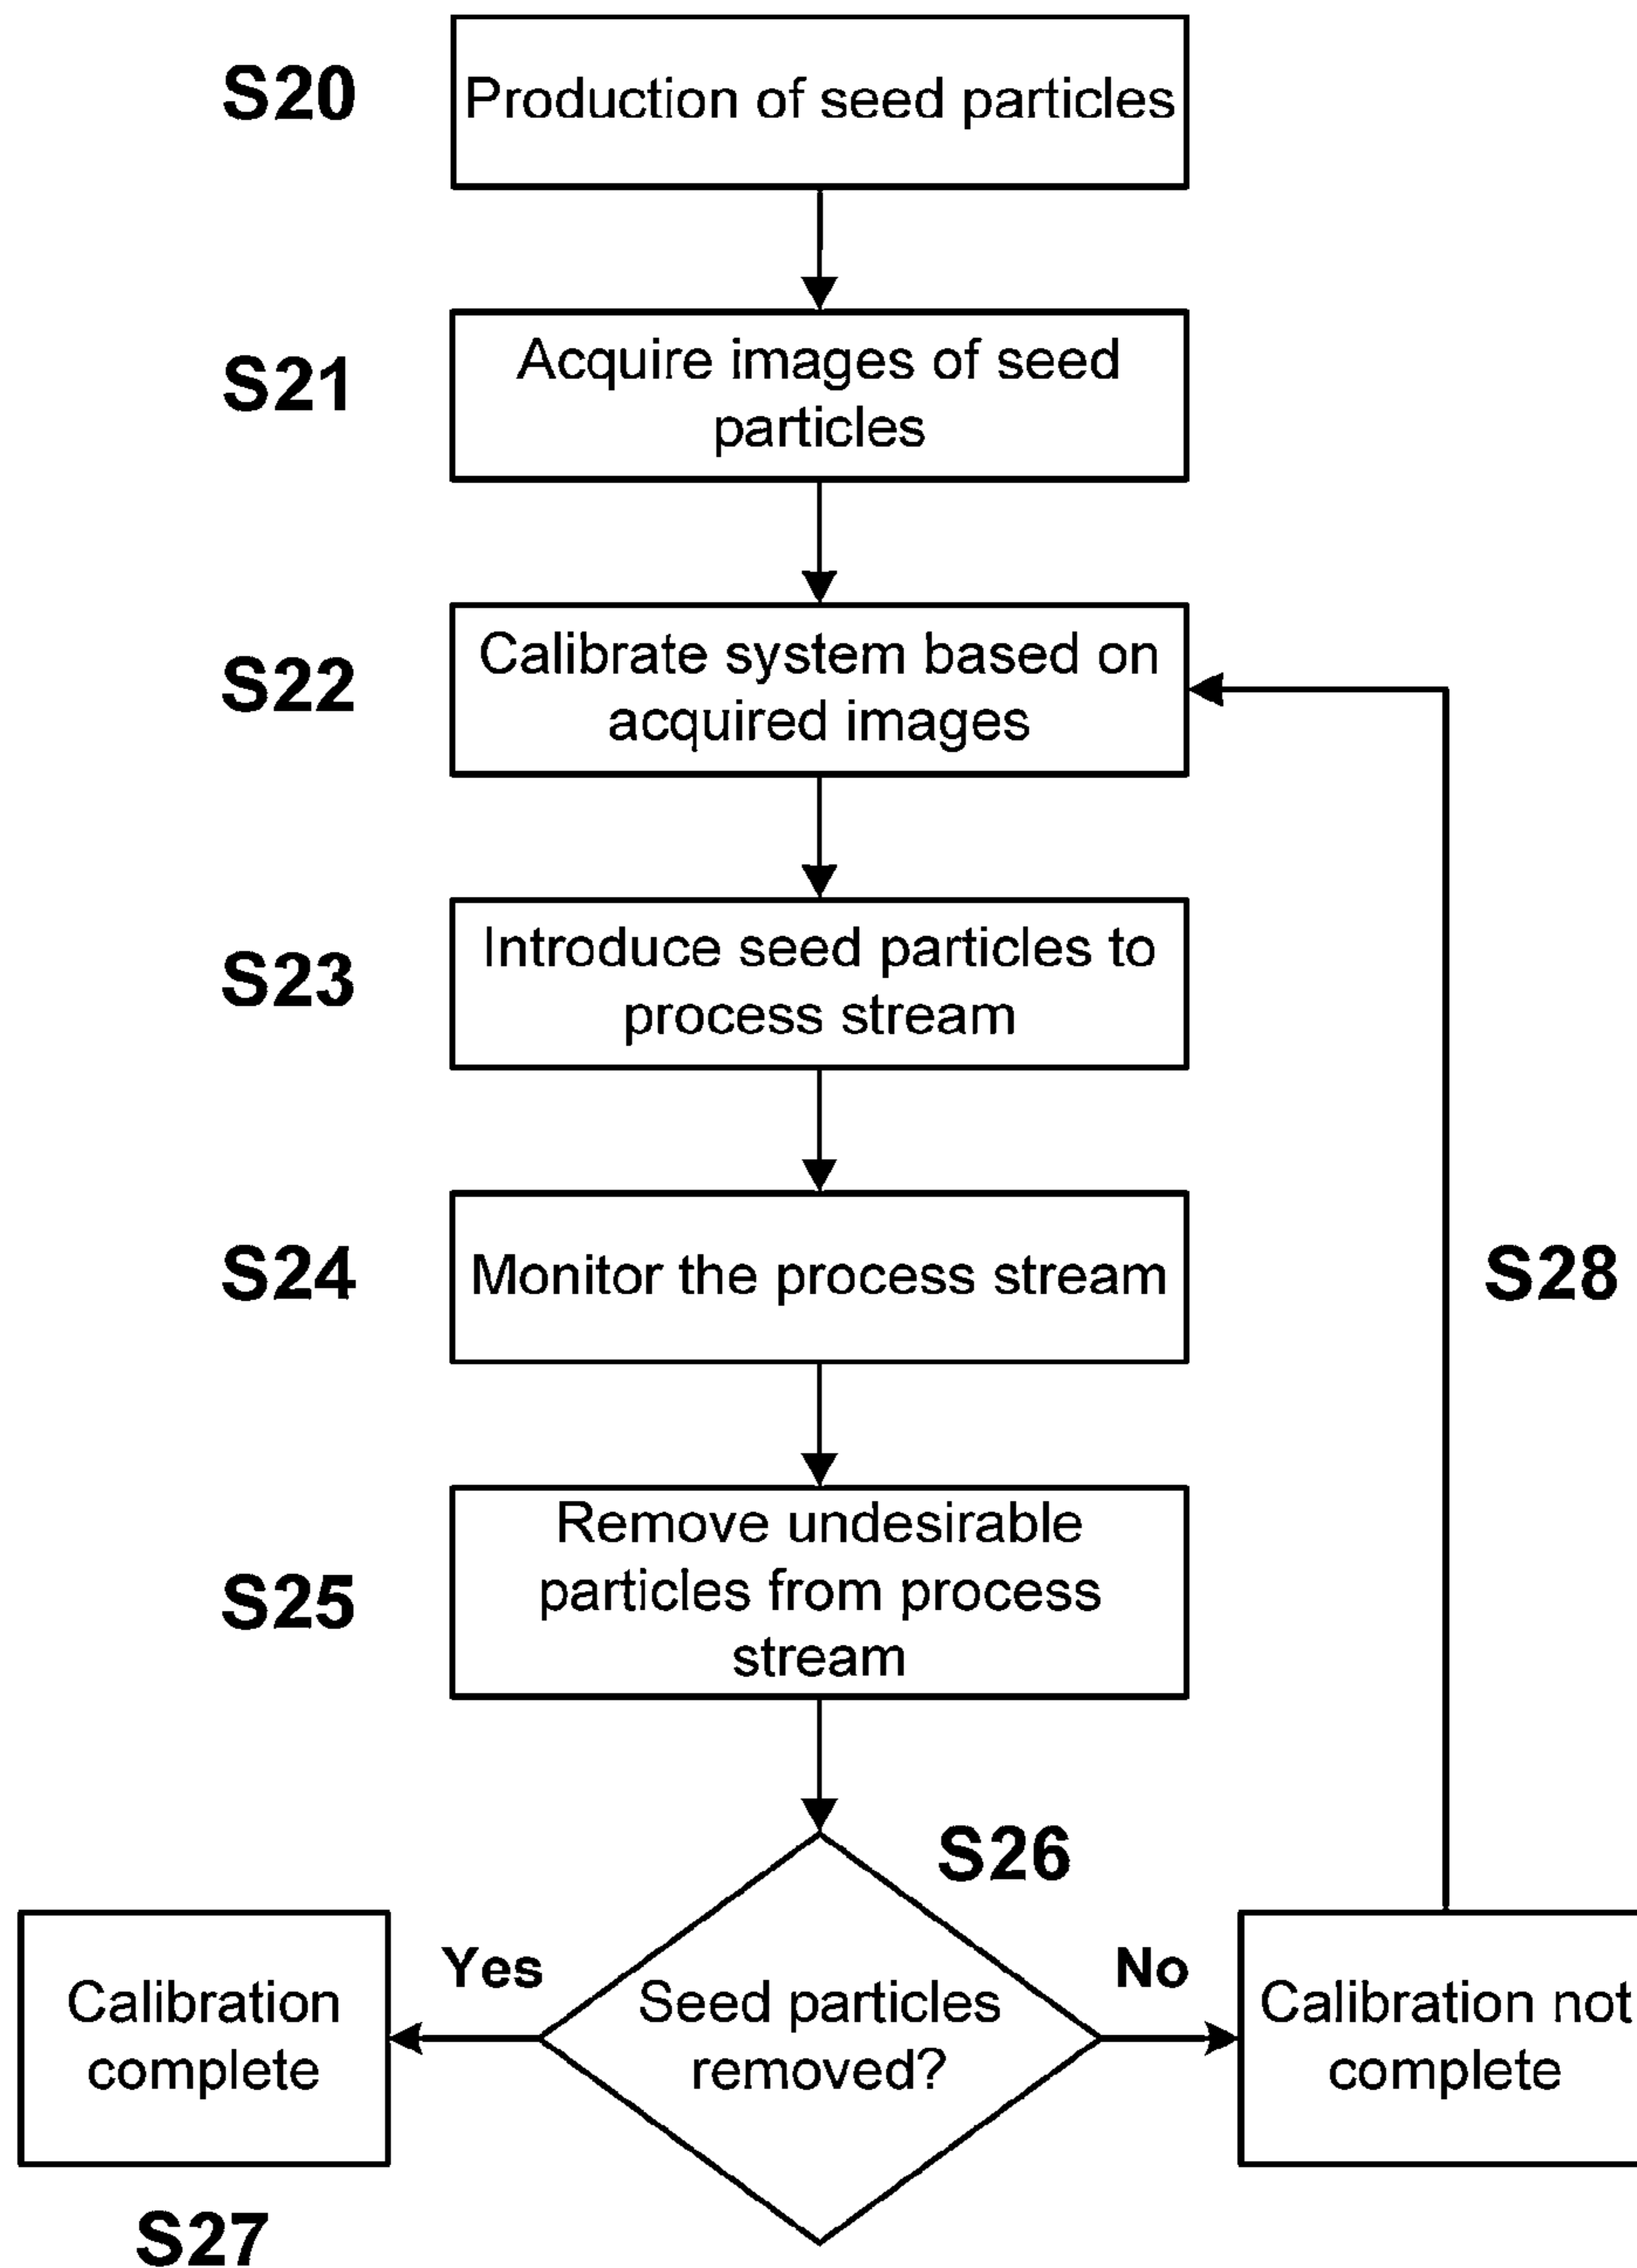 S20
Production of seed particles
S21
Acquire images of seed
particles
S22
Calibrate system based on
acquired images
S23
Introduce seed particles to
process stream
S24
Monitor the process stream
S28
S25
Remove undesirable
particles from process
stream
S26
Yes
No
Calibration
complete
Seed particles
removed?
Calibration not
complete
S27